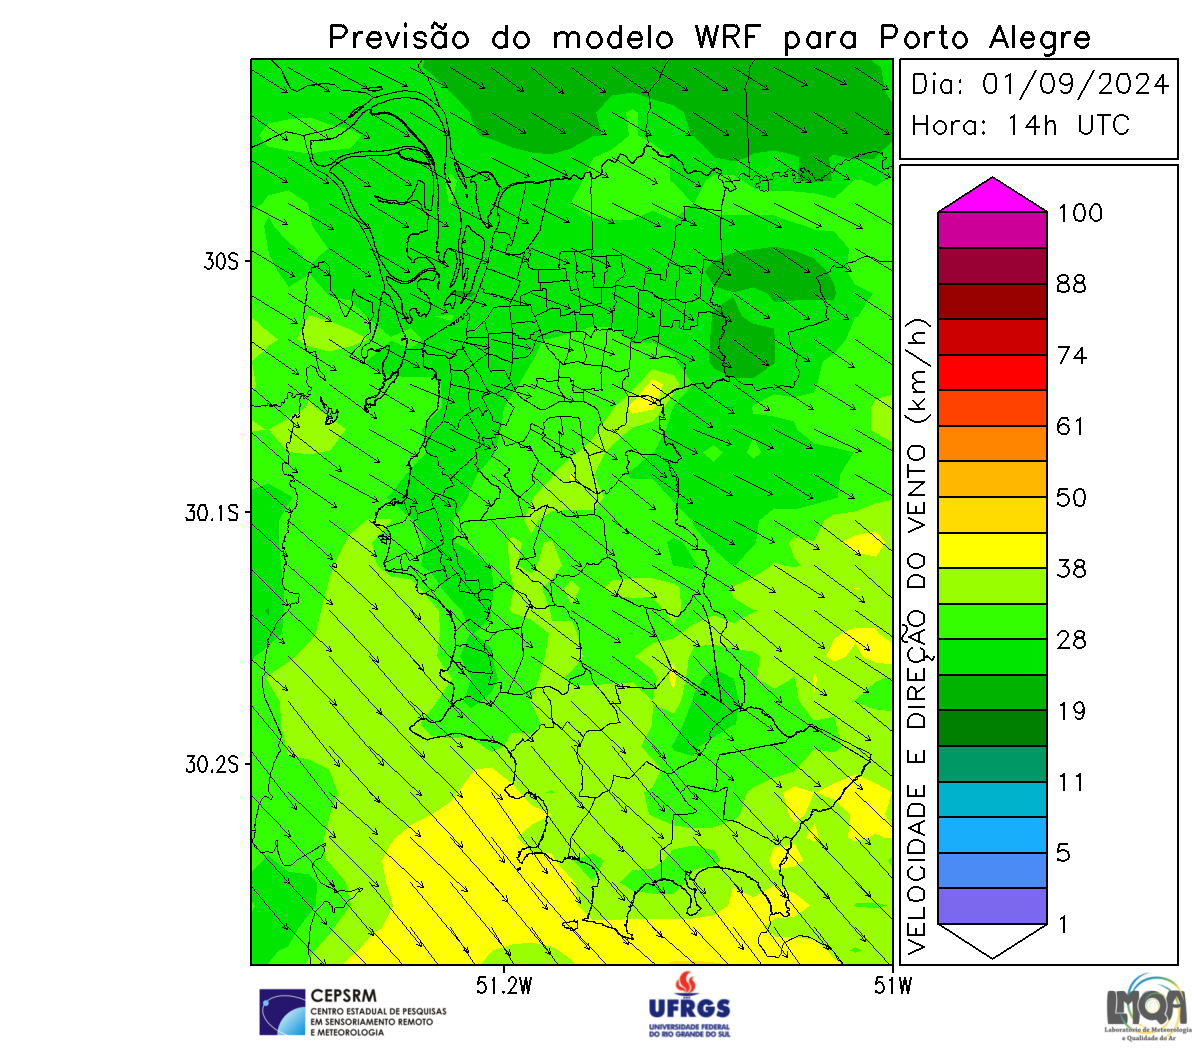 Previsão do modelo WRF para Porto Alegre
Dia: 01/09/2024
Hora: 14h UTC
100
88
74
61
50
38
28
19
11
5
1
VELOCIDADE E DIREÇÃO DO VENTO (km/h)
30S
30.1S
30.2S
51.2W
51W
CEPSRM
CENTRO ESTADUAL DE PESQUISAS
EM SENSORIAMENTO REMOTO
E METEOROLOGIA
UFRGS
UNIVERSIDADE FEDERAL
DO RIO GRANDE DO SUL
LMQA
Laboratório de Meteorologia
e Qualidade do Ar